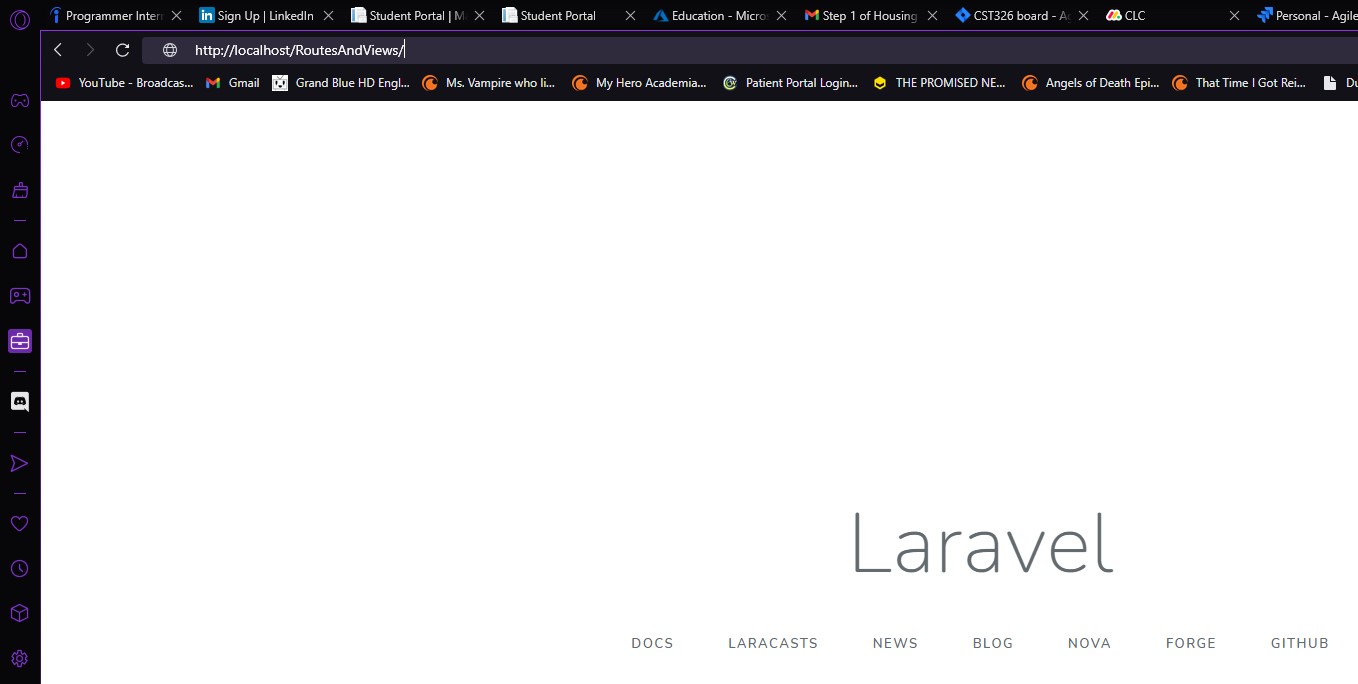 Programmer Inter in Sign Up | LinkedIn Student Portal | M Student Portal Education - Micros Step 1 of Housing CST326 board - Ag CLC Personal - Agile
http://localhost/RoutesAndViews/
YouTube - Broadcas... Gmail Grand Blue HD Engl... Ms. Vampire who li... My Hero Academia... Patient Portal Login... THE PROMISED NE... Angels of Death Epi... That Time I Got Rei... Du
Laravel
DOCS LARACASTS NEWS BLOG NOVA FORGE GITHUB